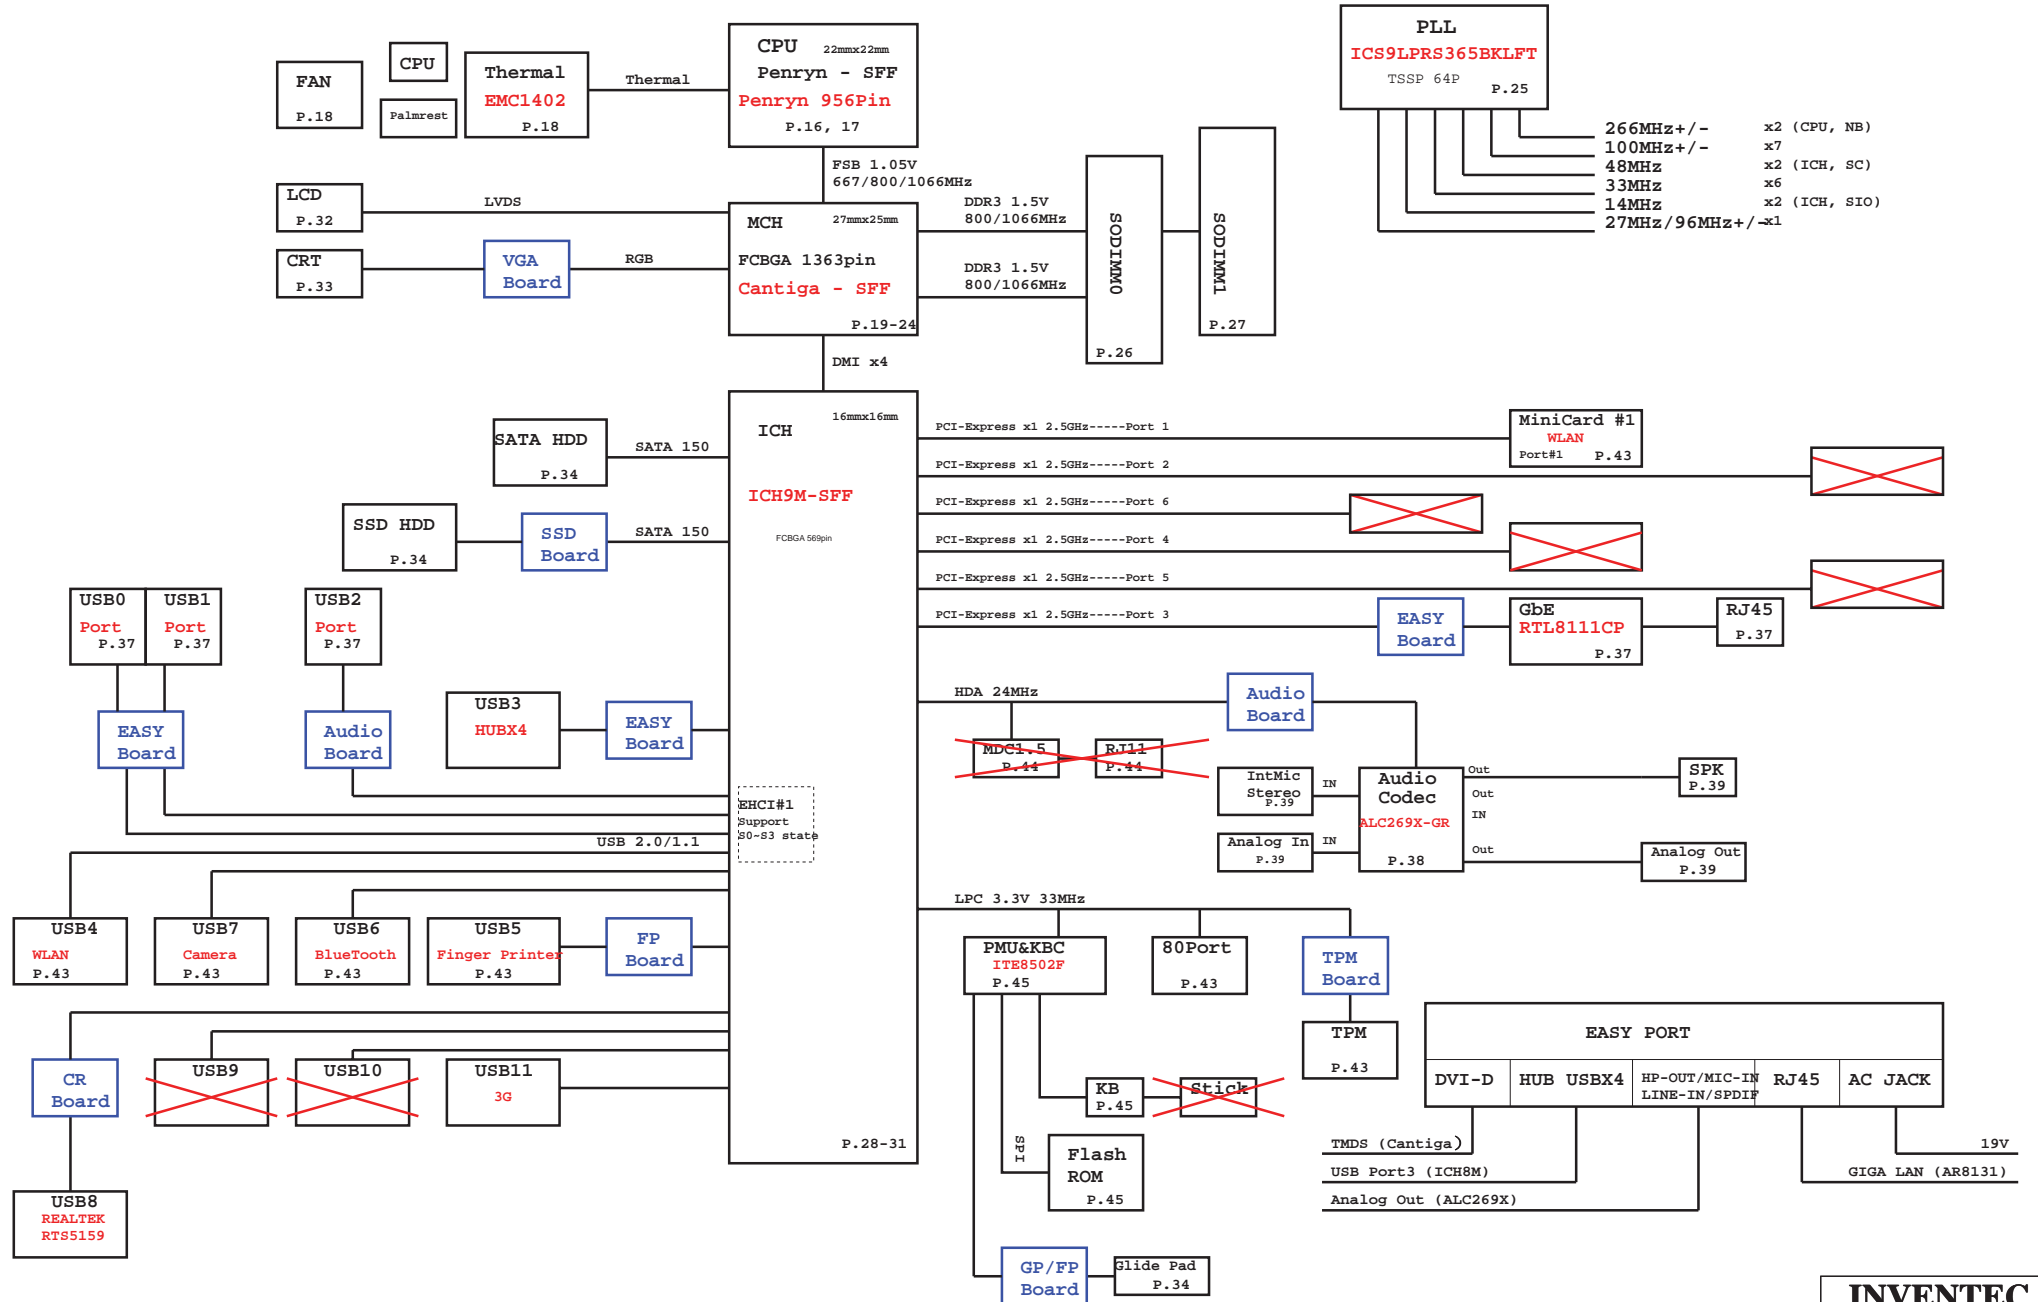 CPU 22mmx22mm
Penryn - SFF
Penryn 956Pin
P.16, 17
FAN
P.18
CPU
Palmrest
Thermal
EMC1402
P.18
Thermal
PLL
ICS9LPRS365BKLFT
TSSP 64P
P.25
266MHz+/- x2 (CPU, NB)
100MHz+/- x7
48MHz x2 (ICH, SC)
33MHz x6
14MHz x2 (ICH, SIO)
27MHz/96MHz+/- x1
FSB 1.05V
667/800/1066MHz
LCD
P.32
LVDS
CRT
P.33
VGA
Board
RGB
MCH 27mmx25mm
FCBGA 1363pin
Cantiga - SFF
P.19-24
DDR3 1.5V
800/1066MHz
DDR3 1.5V
800/1066MHz
SODIMM0
P.26
SODIMM1
P.27
DMI x4
16mmx16mm
ICH
ICH9M-SFF
FCBGA 569pin
P.28-31
SATA HDD
P.34
SATA 150
SSD HDD
P.34
SSD
Board
SATA 150
PCI-Express x1 2.5GHz-----Port 1
MiniCard #1
WLAN
Port#1 P.43
PCI-Express x1 2.5GHz-----Port 2
PCI-Express x1 2.5GHz-----Port 6
PCI-Express x1 2.5GHz-----Port 4
PCI-Express x1 2.5GHz-----Port 5
PCI-Express x1 2.5GHz-----Port 3
EASY
Board
GbE
RTL8111CP
P.37
RJ45
P.37
USB0
Port
P.37
USB1
Port
P.37
USB2
Port
P.37
EASY
Board
Audio
Board
USB3
HUBX4
EASY
Board
EHCI#1
Support
S0~S3 state
USB 2.0/1.1
HDA 24MHz
Audio
Board
MDC1.5
P.44
RJ11
P.44
IntMic
Stereo
P.39
IN
Analog In
P.39
IN
Audio
Codec
ALC269X-GR
P.38
Out
Out
IN
Out
SPK
P.39
Analog Out
P.39
USB4
WLAN
P.43
USB7
Camera
P.43
USB6
BlueTooth
P.43
USB5
Finger Printer
P.43
FP
Board
LPC 3.3V 33MHz
PMU&KBC
ITE8502F
P.45
80Port
P.43
TPM
Board
TPM
P.43
CR
Board
USB9
USB10
USB11
3G
USB8
REALTEK
RTS5159
KB
P.45
Stick
SPI
Flash
ROM
P.45
GP/FP
Board
Glide Pad
P.34
EASY PORT
DVI-D
HUB USBX4
HP-OUT/MIC-IN
LINE-IN/SPDIF
RJ45
AC JACK
TMDS (Cantiga)
USB Port3 (ICH8M)
Analog Out (ALC269X)
19V
GIGA LAN (AR8131)
INVENTEC